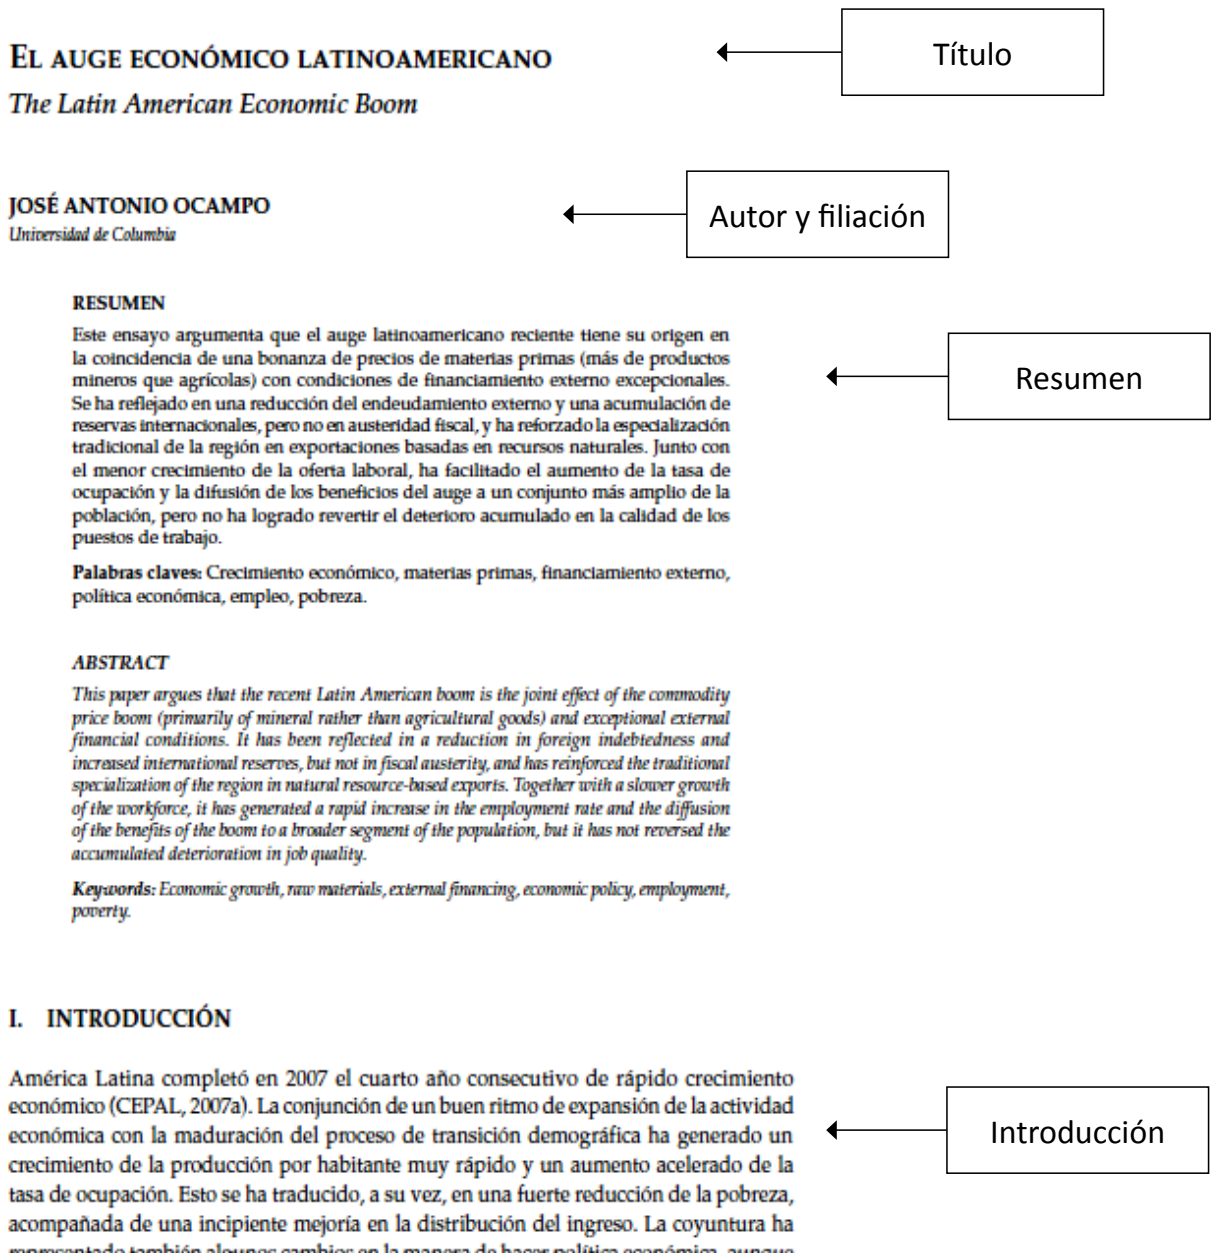 EL AUGE ECONÓMICO LATINOAMERICANO
Título
The Latin American Economic Boom
JOSÉ ANTONIO OCAMPO
Universidad de Columbia
Autor y filiación
RESUMEN
Este ensayo argumenta que el auge latinoamericano reciente tiene su origen en
la coincidencia de una bonanza de precios de materias primas (más de productos
mineros que agrícolas) con condiciones de financiamiento externo excepcionales.
Se ha reflejado en una reducción del endeudamiento externo y una acumulación de
reservas internacionales, pero no en austeridad fiscal, y ha reforzado la especialización
tradicional de la región en exportaciones basadas en recursos naturales. Junto con
el menor crecimiento de la oferta laboral, ha facilitado el aumento de la tasa de
ocupación y la difusión de los beneficios del auge a un conjunto más amplio de la
población, pero no ha logrado revertir el deterioro acumulado en la calidad de los
puestos de trabajo.
Resumen
Palabras claves: Crecimiento económico, materias primas, financiamiento externo,
política económica, empleo, pobreza.
ABSTRACT
This paper argues that the recent Latin American boom is the joint effect of the commodity
price boom (primarily of mineral rather than agricultural goods) and exceptional external
financial conditions. It has been reflected in a reduction in foreign indebtedness and
increased international reserves, but not in fiscal austerity, and has reinforced the traditional
specialization of the region in natural resource-based exports. Together with a slower growth
of the workforce, it has generated a rapid increase in the employment rate and the diffusion
of the benefits of the boom to a broader segment of the population, but it has not reversed the
accumulated deterioration in job quality.
Keywords: Economic growth, raw materials, external financing, economic policy, employment,
poverty.
I. INTRODUCCIÓN
América Latina completó en 2007 el cuarto año consecutivo de rápido crecimiento
económico (CEPAL, 2007a). La conjunción de un buen ritmo de expansión de la actividad
económica con la maduración del proceso de transición demográfica ha generado un
crecimiento de la producción por habitante muy rápido y un aumento acelerado de la
tasa de ocupación. Esto se ha traducido, a su vez, en una fuerte reducción de la pobreza,
acompañada de una incipiente mejoría en la distribución del ingreso. La coyuntura ha
representado también algunos cambios en la manera de hacer política económica, aunque
Introducción